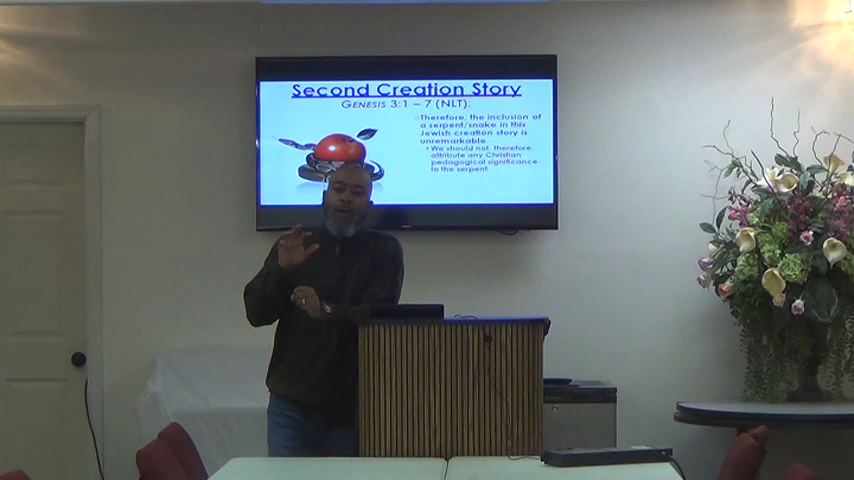 Second Creation Story
GENESIS 3:1 – 7 (NLT):
Therefore, the inclusion of
a serpent/snake in this
Jewish creation story is
unremarkable.
• We should not, therefore,
attribute any Christian
pedagogical significance
to the serpent.